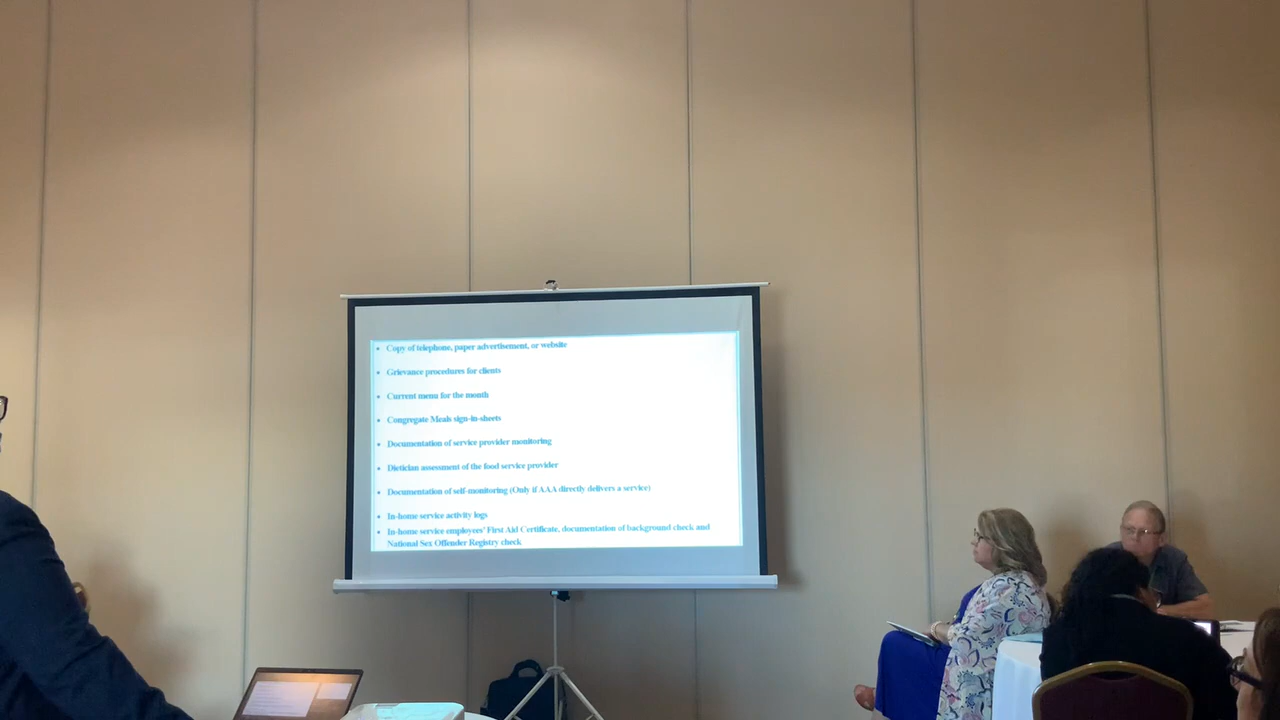 • Copy of telephone, paper advertisement, or website
• Grievance procedures for clients
• Current menu for the month
• Congregate Meals sign-in-sheets
• Documentation of service provider monitoring
• Dietician assessment of the food service provider
• Documentation of self-monitoring (Only if AAA directly delivers a service)
• In-home service activity logs
• In-home service employees' First Aid Certificate, documentation of background check and
National Sex Offender Registry check